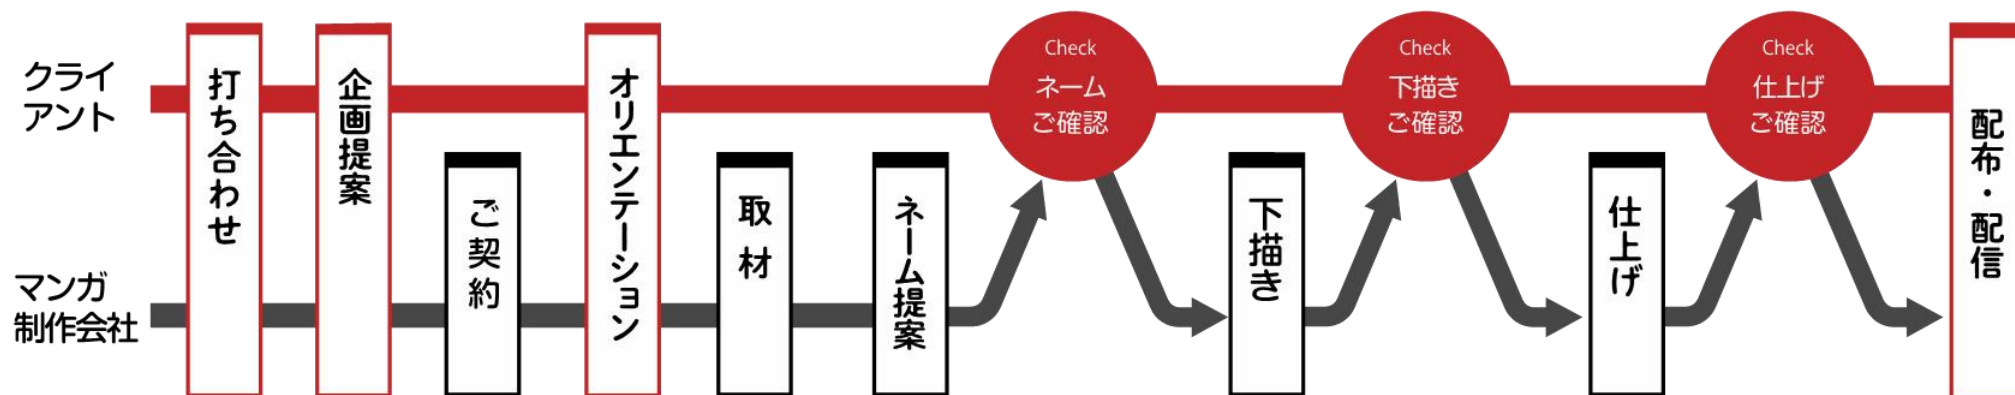 クライ
アント
マンガ
制作会社
打ち合わせ
企画提案
ご契約
オリエンテーション
取材
ネーム提案
Check
ネーム
ご確認
下描き
Check
下描き
ご確認
仕上げ
Check
仕上げ
ご確認
配布・配信